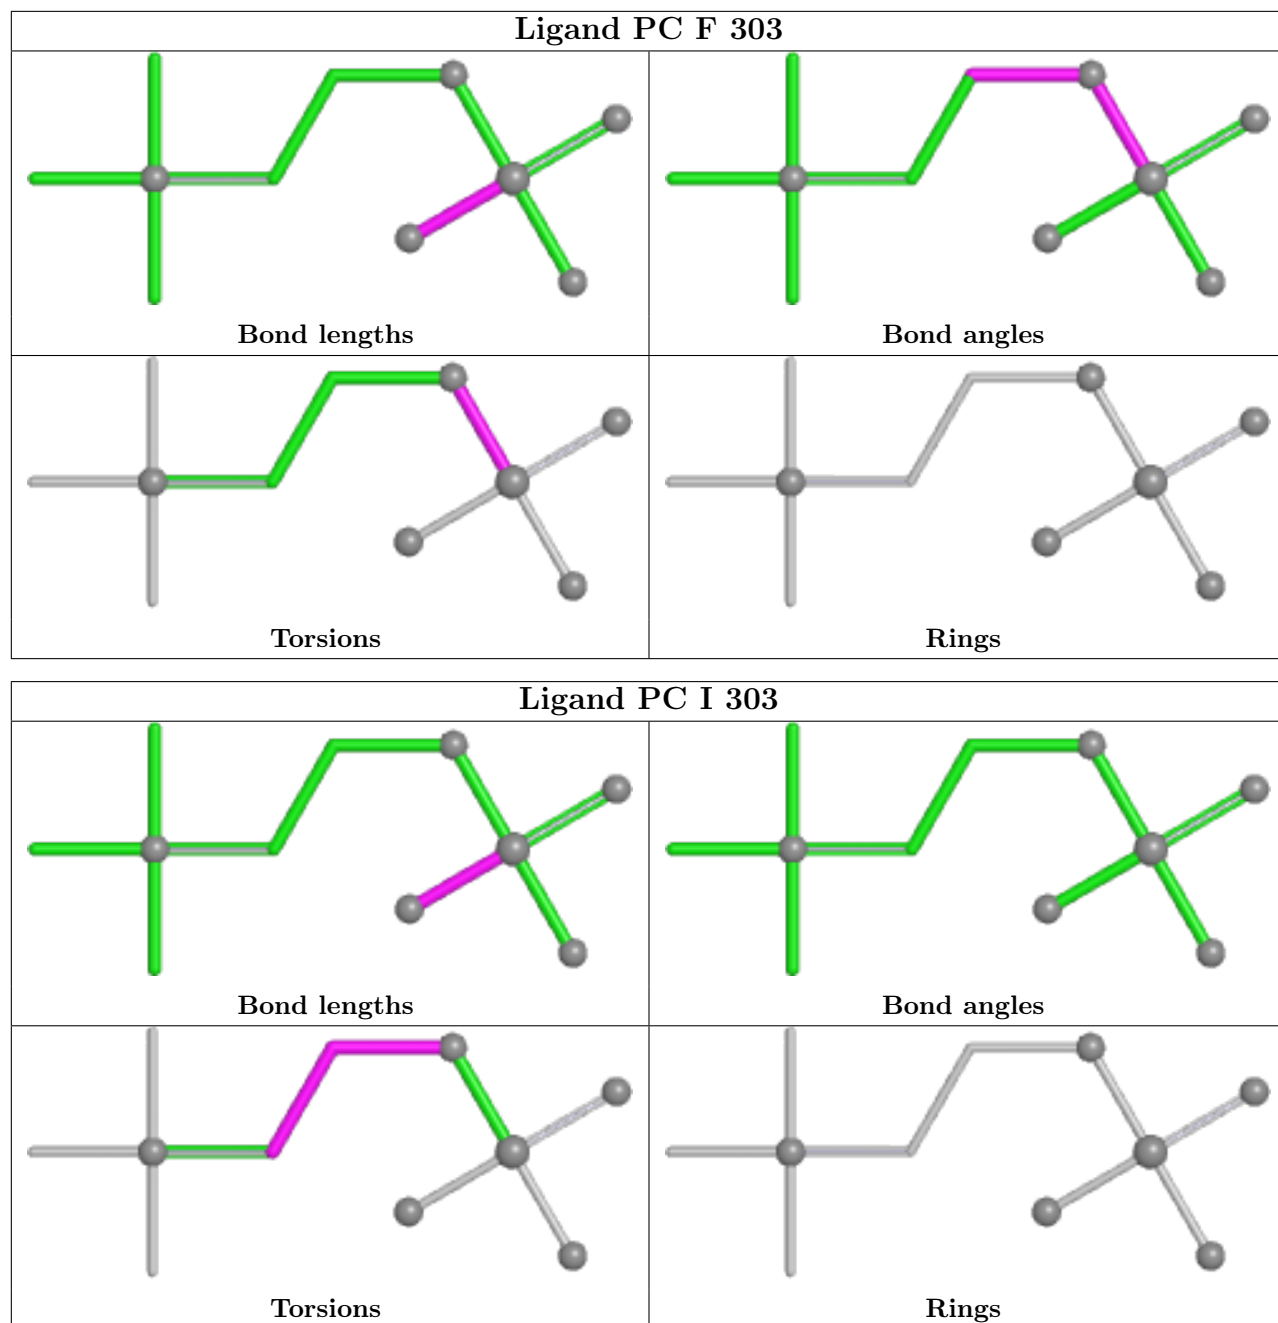 Ligand PC F 303
Bond lengths
Bond angles
Torsions
Rings
Ligand PC I 303
Bond lengths
Bond angles
Torsions
Rings